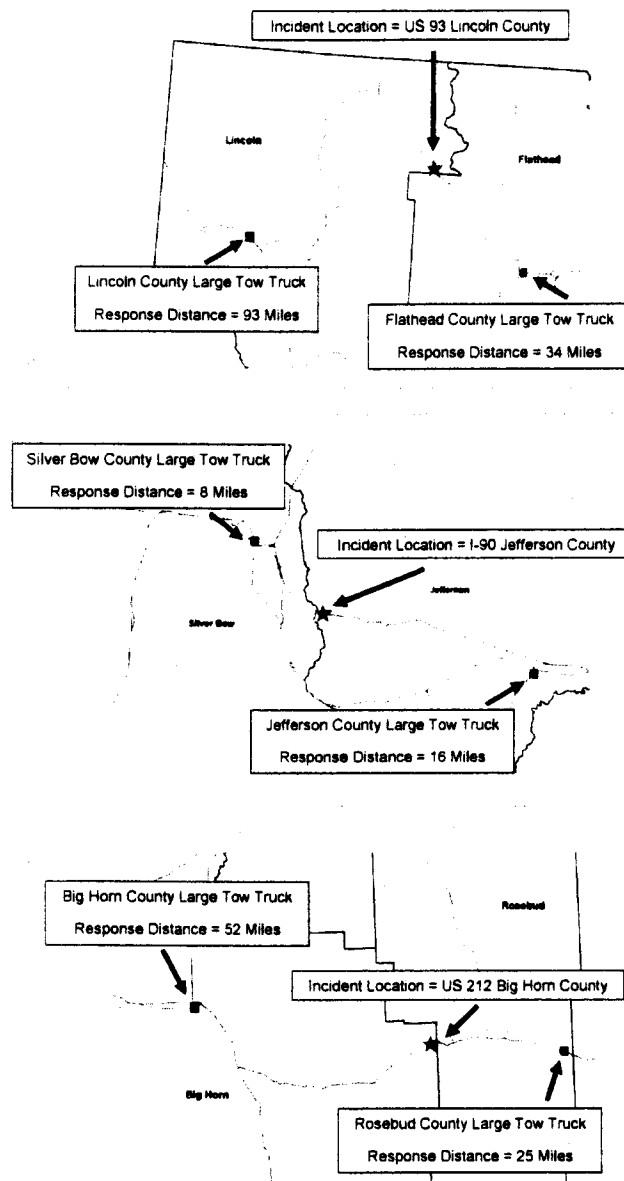 Incident Location = US 93 Lincoln County
Lincoln
Flathead
Lincoln County Large Tow Truck
Response Distance = 93 Miles
Flathead County Large Tow Truck
Response Distance = 34 Miles
Silver Bow County Large Tow Truck
Response Distance = 8 Miles
Incident Location = I-90 Jefferson County
Jefferson
Silver Bow
Jefferson County Large Tow Truck
Response Distance = 16 Miles
Big Horn County Large Tow Truck
Response Distance = 52 Miles
Rosebud
Incident Location = US 212 Big Horn County
Big Horn
Rosebud County Large Tow Truck
Response Distance = 25 Miles